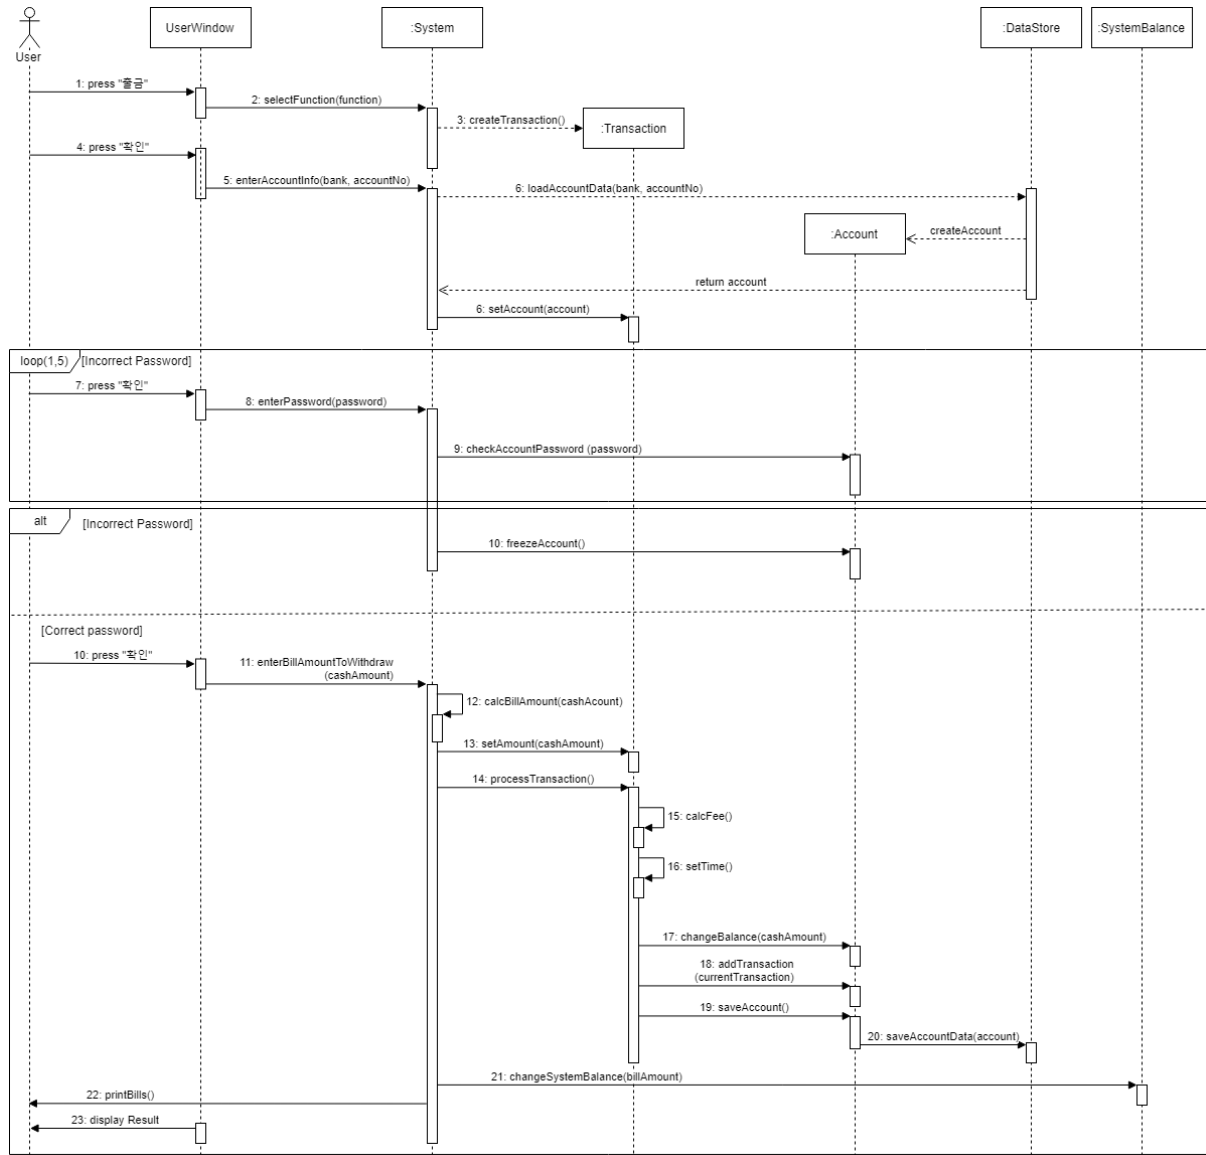 UserWindow
:System
:DataStore
:SystemBalance
User
1: press "출금"
2: selectFunction(function)
3: createTransaction()
:Transaction
4: press "확인"
5: enterAccountInfo(bank, accountNo)
6: loadAccountData(bank, accountNo)
:Account
createAccount
return account
6: setAccount(account)
loop(1,5)
[Incorrect Password]
7: press "확인"
8: enterPassword(password)
9: checkAccountPassword (password)
alt
[Incorrect Password]
10: freezeAccount()
[Correct password]
10: press "확인"
11: enterBillAmountToWithdraw
(cashAmount)
12: calcBillAmount(cashAcount)
13: setAmount(cashAmount)
14: processTransaction()
15: calcFee()
16: setTime()
17: changeBalance(cashAmount)
18: addTransaction
(currentTransaction)
19: saveAccount()
20: saveAccountData(account)
21: changeSystemBalance(billAmount)
22: printBills()
23: display Result